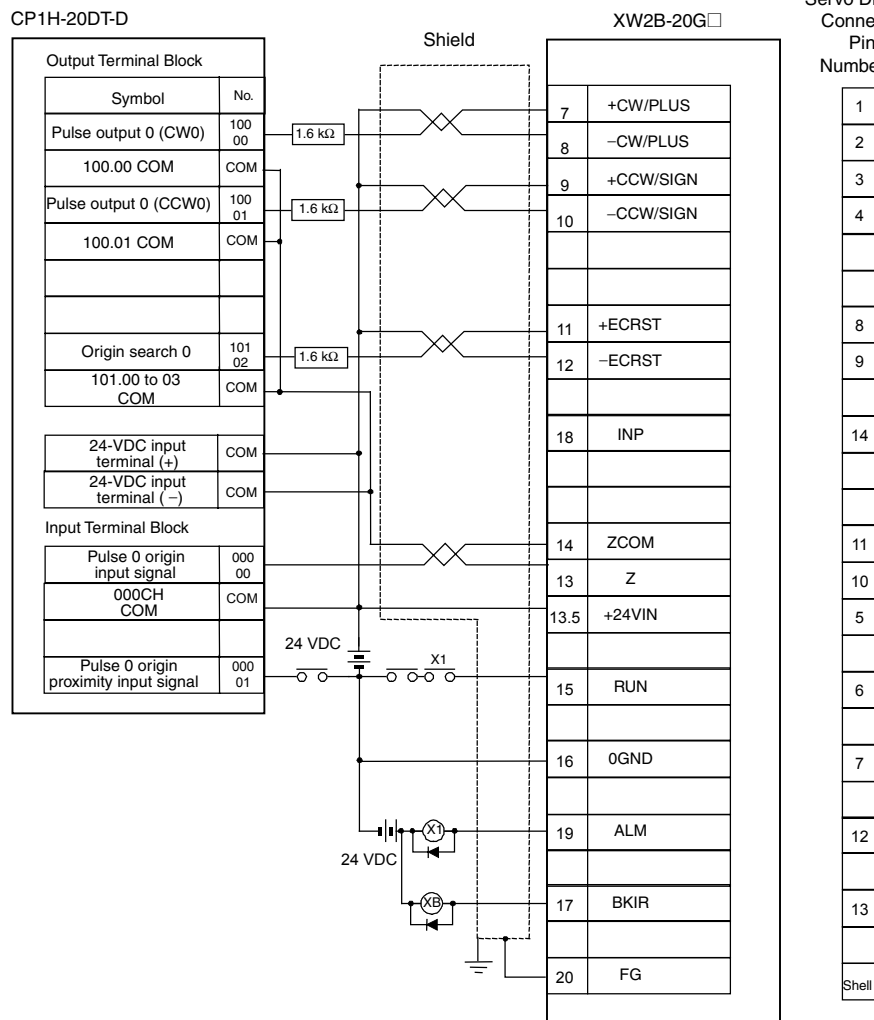 CP1H-20DT-D
Output Terminal Block
Symbol No.
Pulse output 0 (CW0) 100 00
100.00 COM COM
Pulse output 0 (CCW0) 100 01
100.01 COM COM
Origin search 0 101 02
101.00 to 03 COM COM
24-VDC input terminal (+) COM
24-VDC input terminal (−) COM
Input Terminal Block
Pulse 0 origin input signal 000 00
000CH COM COM
Pulse 0 origin proximity input signal 000 01
1.6 kΩ
1.6 kΩ
1.6 kΩ
Shield
24 VDC
X1
24 VDC
X1
XB
XW2B-20G□
7 +CW/PLUS
8 −CW/PLUS
9 +CCW/SIGN
10 −CCW/SIGN
11 +ECRST
12 −ECRST
18 INP
14 ZCOM
13 Z
13.5 +24VIN
15 RUN
16 0GND
19 ALM
17 BKIR
20 FG
Conne
Pin
Numbe
1
2
3
4
8
9
14
11
10
5
6
7
12
13
Shell